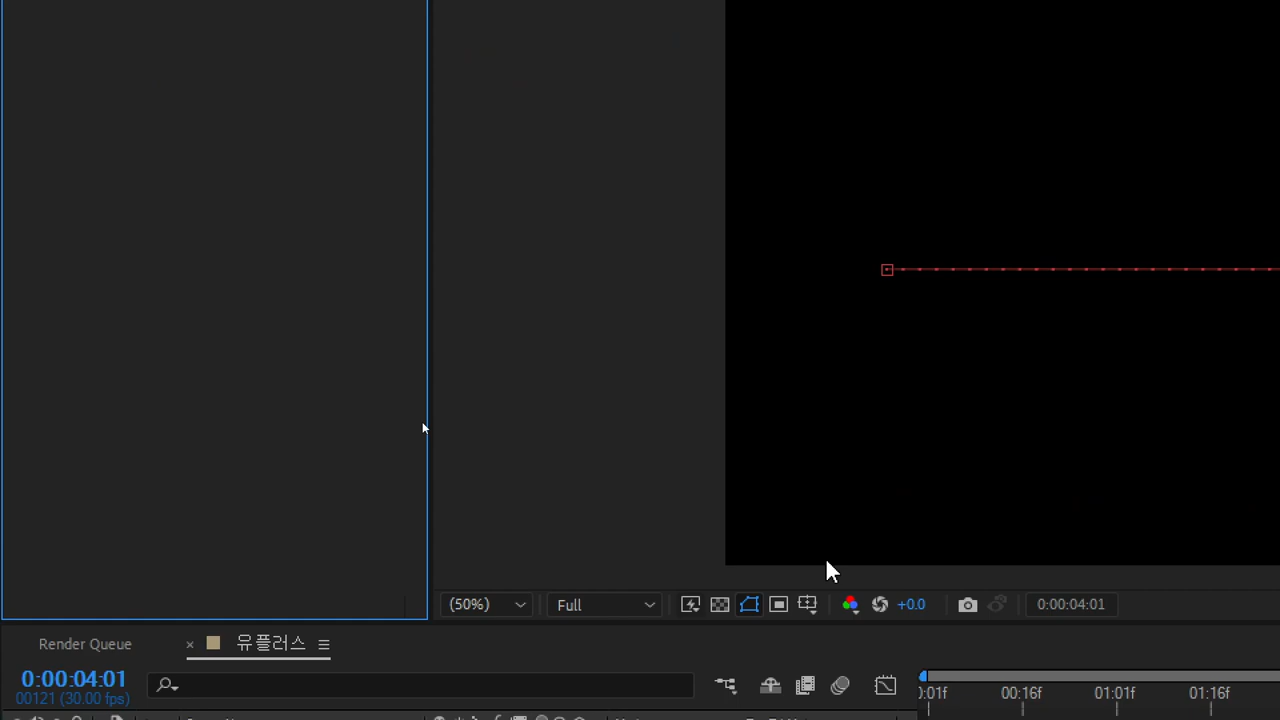 (50%) Full +0.0 0:00:04:01
Render Queue × 유플러스
0:00:04:01
00121 (30.00 fps)
):01f 00:16f 01:01f 01:16f